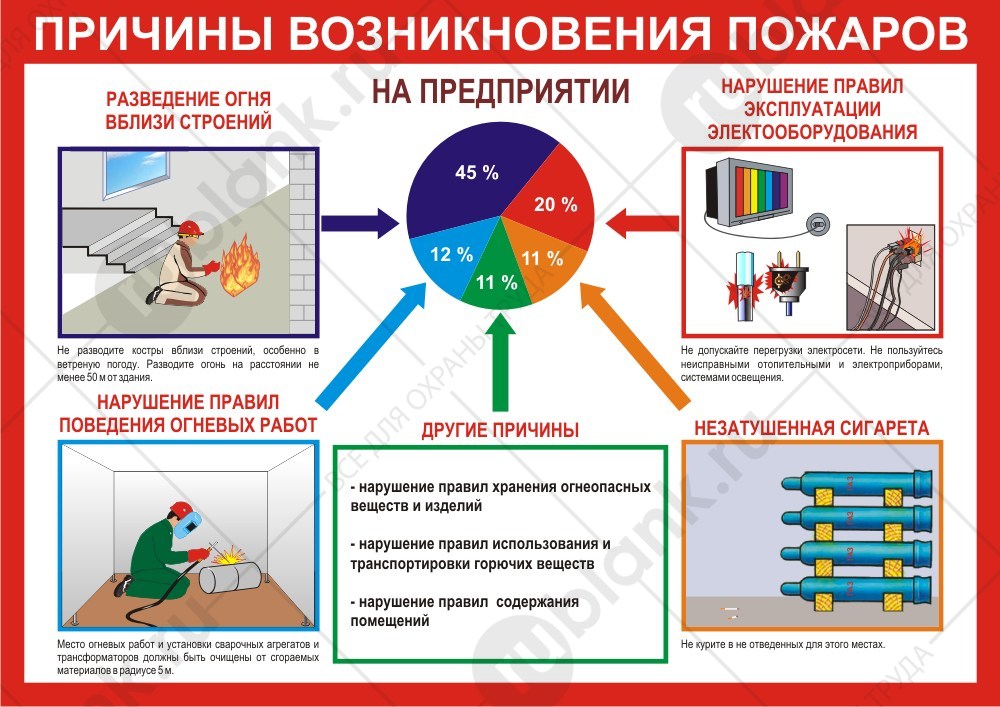 ПРИЧИНЫ ВОЗНИКНОВЕНИЯ ПОЖАРОВ
НА ПРЕДПРИЯТИИ
РАЗВЕДЕНИЕ ОГНЯ
ВБЛИЗИ СТРОЕНИЙ
Не разводите костры вблизи строений, особенно в
ветреную погоду. Разводите огонь на расстоянии не
менее 50 м от здания.
45 %
20 %
12 %
11 %
11 %
НАРУШЕНИЕ ПРАВИЛ
ЭКСПЛУАТАЦИИ
ЭЛЕКТООБОРУДОВАНИЯ
Не допускайте перегрузки электросети. Не пользуйтесь
неисправными отопительными и электроприборами,
системами освещения.
НАРУШЕНИЕ ПРАВИЛ
ПОВЕДЕНИЯ ОГНЕВЫХ РАБОТ
Место огневых работ и установки сварочных агрегатов и
трансформаторов должны быть очищены от сгораемых
материалов в радиусе 5 м.
ДРУГИЕ ПРИЧИНЫ
- нарушение правил хранения огнеопасных
веществ и изделий
- нарушение правил использования и
транспортировки горючих веществ
- нарушение правил содержания
помещений
НЕЗАТУШЕННАЯ СИГАРЕТА
Не курите в не отведенных для этого местах.
rublank.ru
ВСЕ ДЛЯ ОХРАНЫ ТРУДА